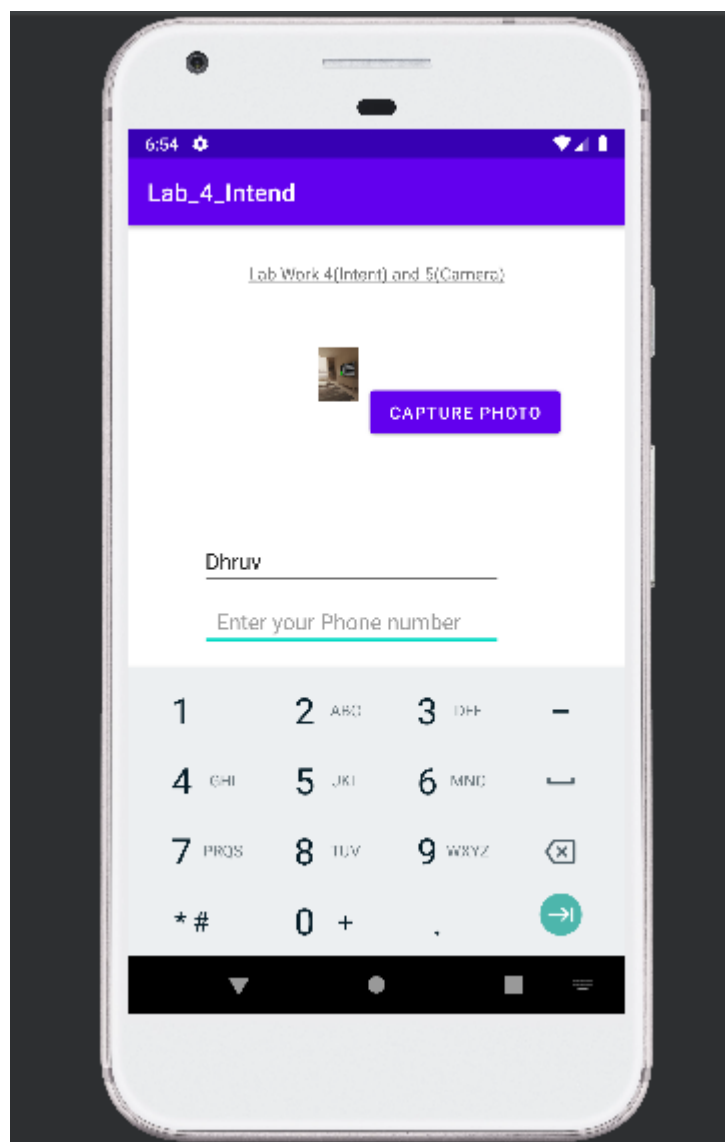 6:54
Lab_4_Intend
Lab Work 4(Intent) and 5(Camera)
CAPTURE PHOTO
Dhruv
Enter your Phone number
1 2 ABC 3 DEF -
4 GHI 5 JKL 6 MNO
7 PRQS 8 TUV 9 WXYZ
* # 0 + .